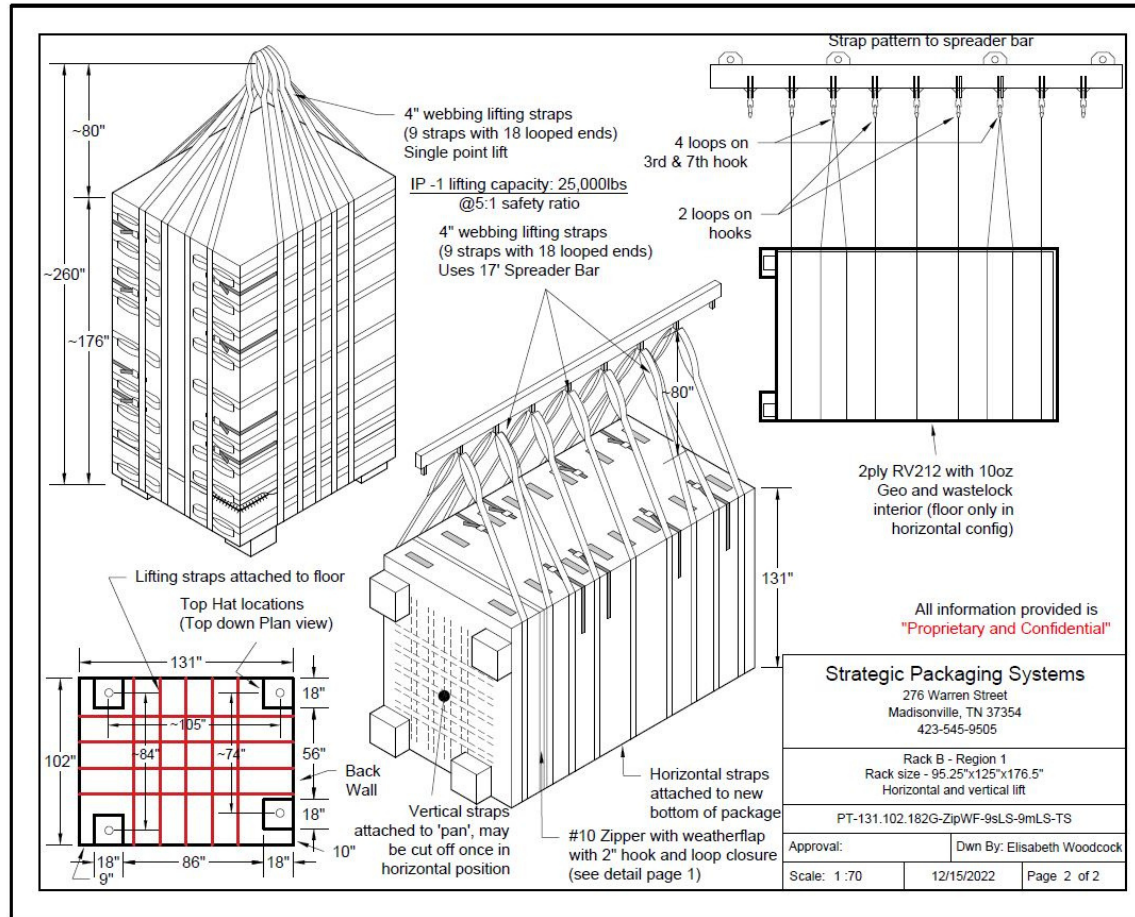 Strap pattern to spreader bar
~80"
~260"
~176"
4" webbing lifting straps
(9 straps with 18 looped ends)
Single point lift
IP -1 lifting capacity: 25,000lbs
@5:1 safety ratio
4" webbing lifting straps
(9 straps with 18 looped ends)
Uses 17' Spreader Bar
4 loops on
3rd & 7th hook
2 loops on
hooks
~80"
131"
2ply RV212 with 10oz
Geo and wastelock
interior (floor only in
horizontal config)
Lifting straps attached to floor
Top Hat locations
(Top down Plan view)
131"
18"
~105"
102"
~84"
~74"
56"
Back
Wall
18"
10"
18"
86"
18"
9"
Vertical straps
attached to 'pan', may
be cut off once in
horizontal position
Horizontal straps
attached to new
bottom of package
#10 Zipper with weatherflap
with 2" hook and loop closure
(see detail page 1)
All information provided is
"Proprietary and Confidential"
Strategic Packaging Systems
276 Warren Street
Madisonville, TN 37354
423-545-9505
Rack B - Region 1
Rack size - 95.25"x125"x176.5"
Horizontal and vertical lift
PT-131.102.182G-ZipWF-9sLS-9mLS-TS
Approval:
Dwn By: Elisabeth Woodcock
Scale: 1 :70
12/15/2022
Page 2 of 2